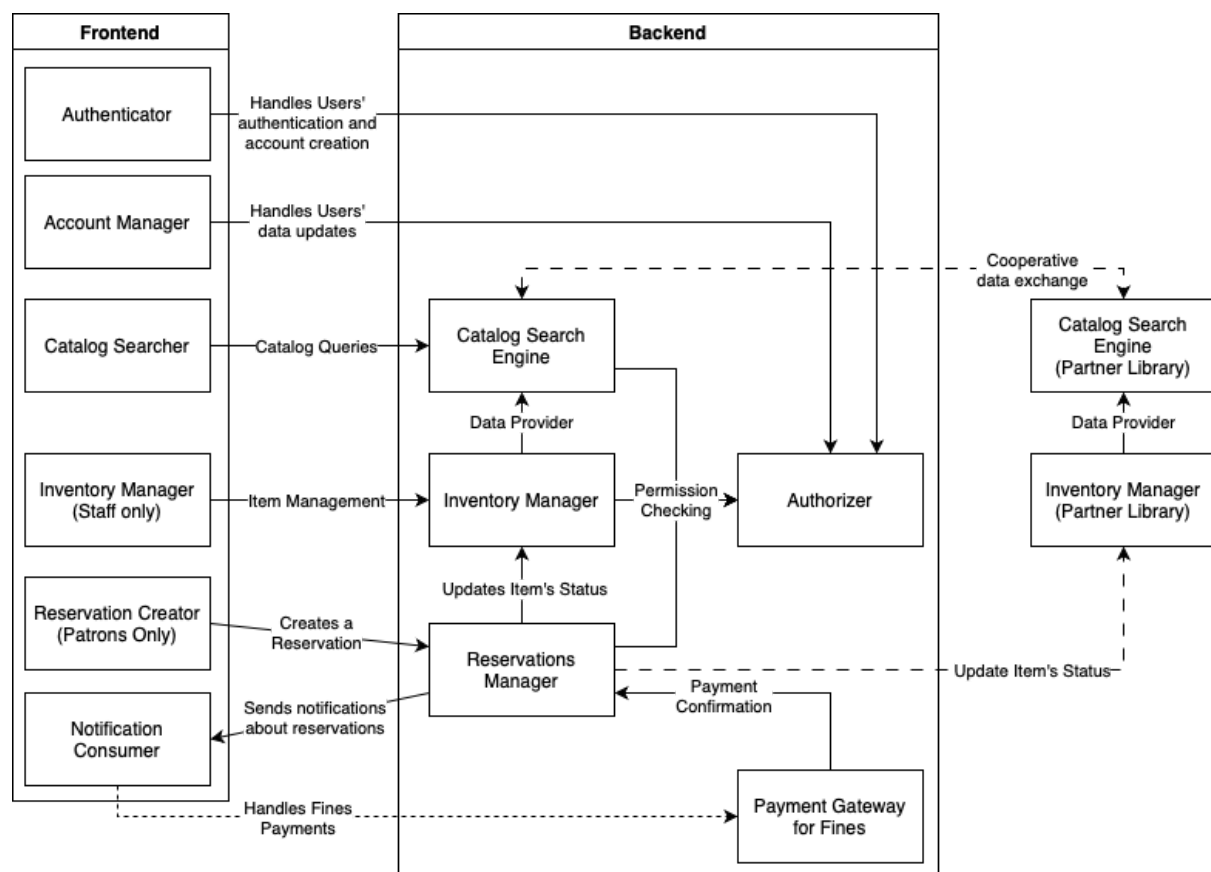 Frontend
Backend
Authenticator
Handles Users'
authentication and
account creation
Account Manager
Handles Users'
data updates
Cooperative
data exchange
Catalog Searcher
Catalog Queries
Catalog Search
Engine
Catalog Search
Engine
(Partner Library)
Data Provider
Data Provider
Inventory Manager
(Staff only)
Item Management
Inventory Manager
Permission
Checking
Authorizer
Inventory Manager
(Partner Library)
Updates Item's Status
Reservation Creator
(Patrons Only)
Creates a
Reservation
Reservations
Manager
Update Item's Status
Payment
Confirmation
Sends notifications
about reservations
Notification
Consumer
Handles Fines
Payments
Payment Gateway
for Fines